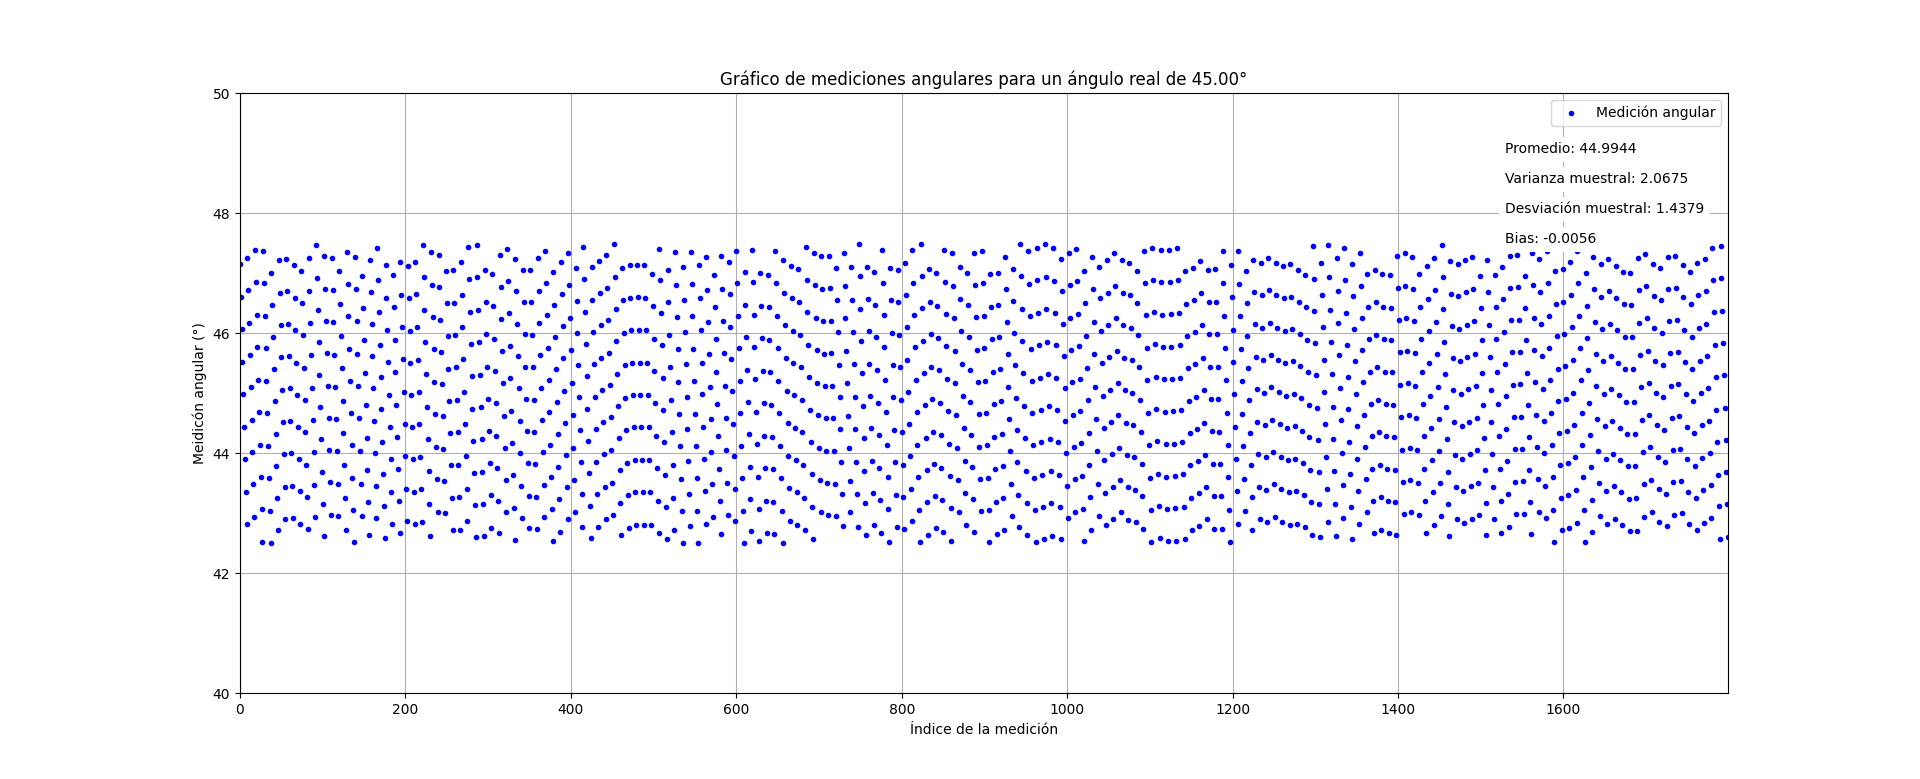 Gráfico de mediciones angulares para un ángulo real de 45.00°
Medición angular
Promedio: 44.9944
Varianza muestral: 2.0675
Desviación muestral: 1.4379
Bias: -0.0056
Meidicón angular (°)
50
48
46
44
42
40
0 200 400 600 800 1000 1200 1400 1600
Índice de la medición